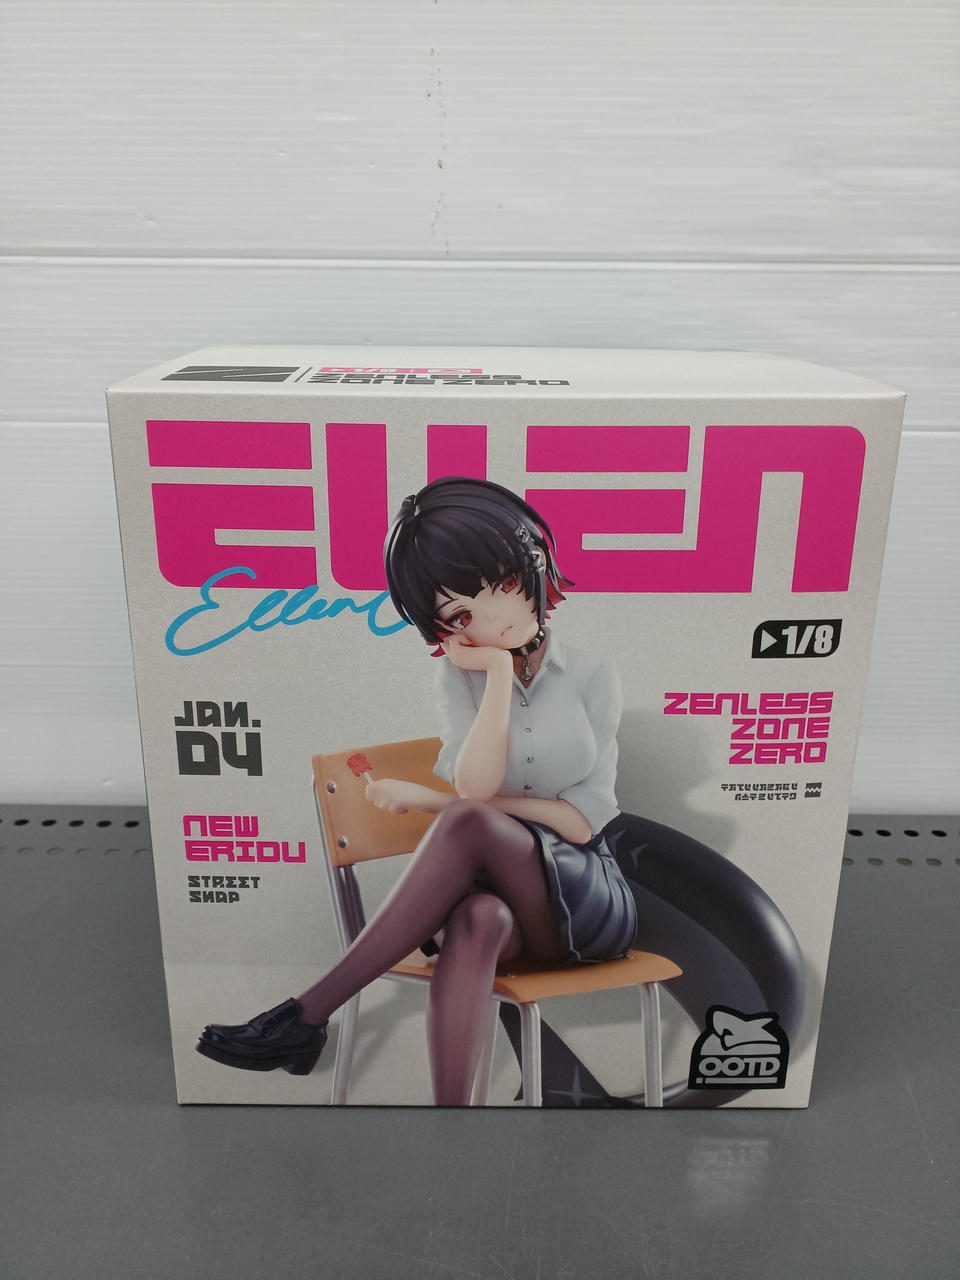 ZENLESS
ZONE ZERO
ELLEN
Ellen
1/8
JAN.
04
ZENLESS
ZONE
ZERO
NEW
ERIDU
STREET
SNAP
OOTD